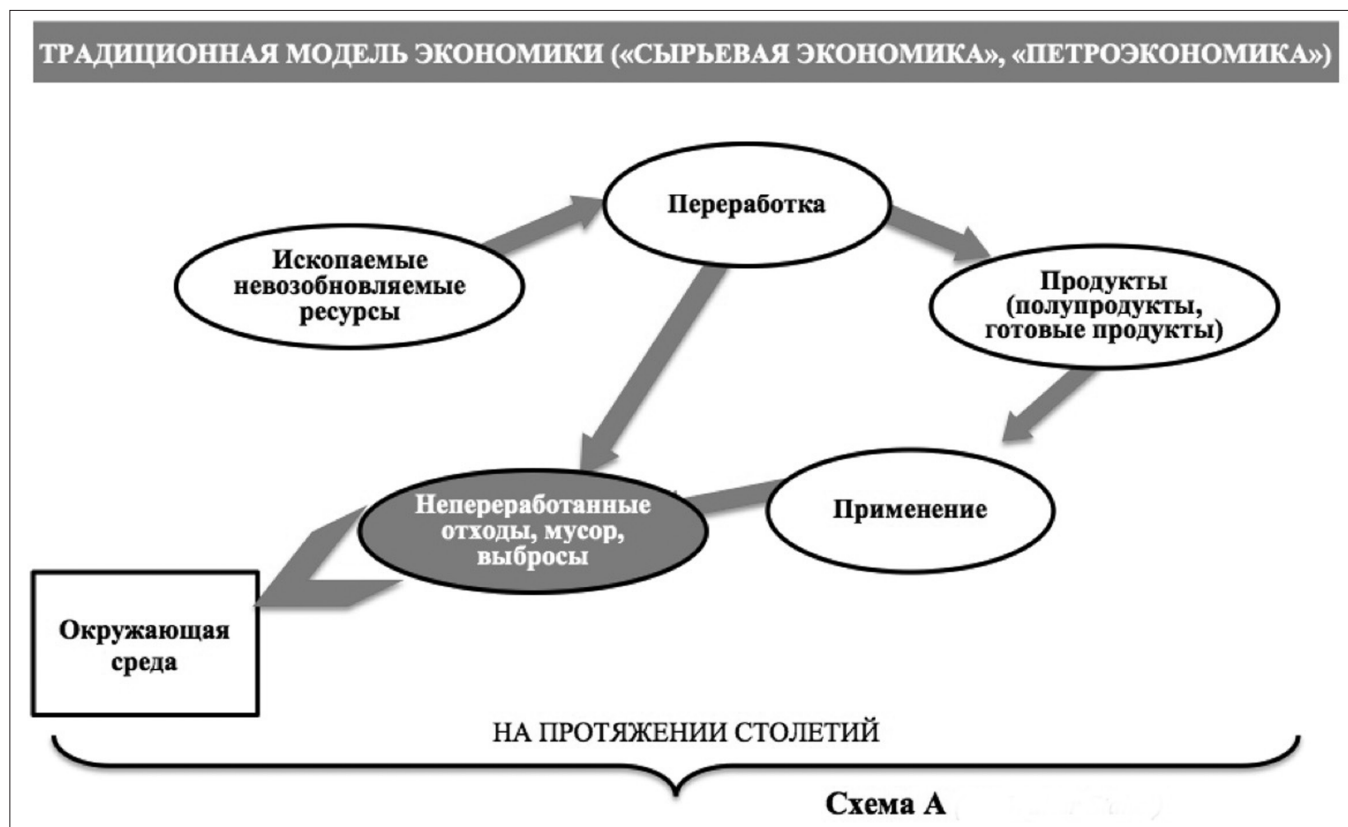 ТРАДИЦИОННАЯ МОДЕЛЬ ЭКОНОМИКИ («СЫРЬЕВАЯ ЭКОНОМИКА», «ПЕТРОЭКОНОМИКА»)
Переработка
Ископаемые
невозобновляемые
ресурсы
Продукты
(полупродукты,
готовые продукты)
Непереработанные
отходы, мусор,
выбросы
Применение
Окружающая
среда
НА ПРОТЯЖЕНИИ СТОЛЕТИЙ
Схема А